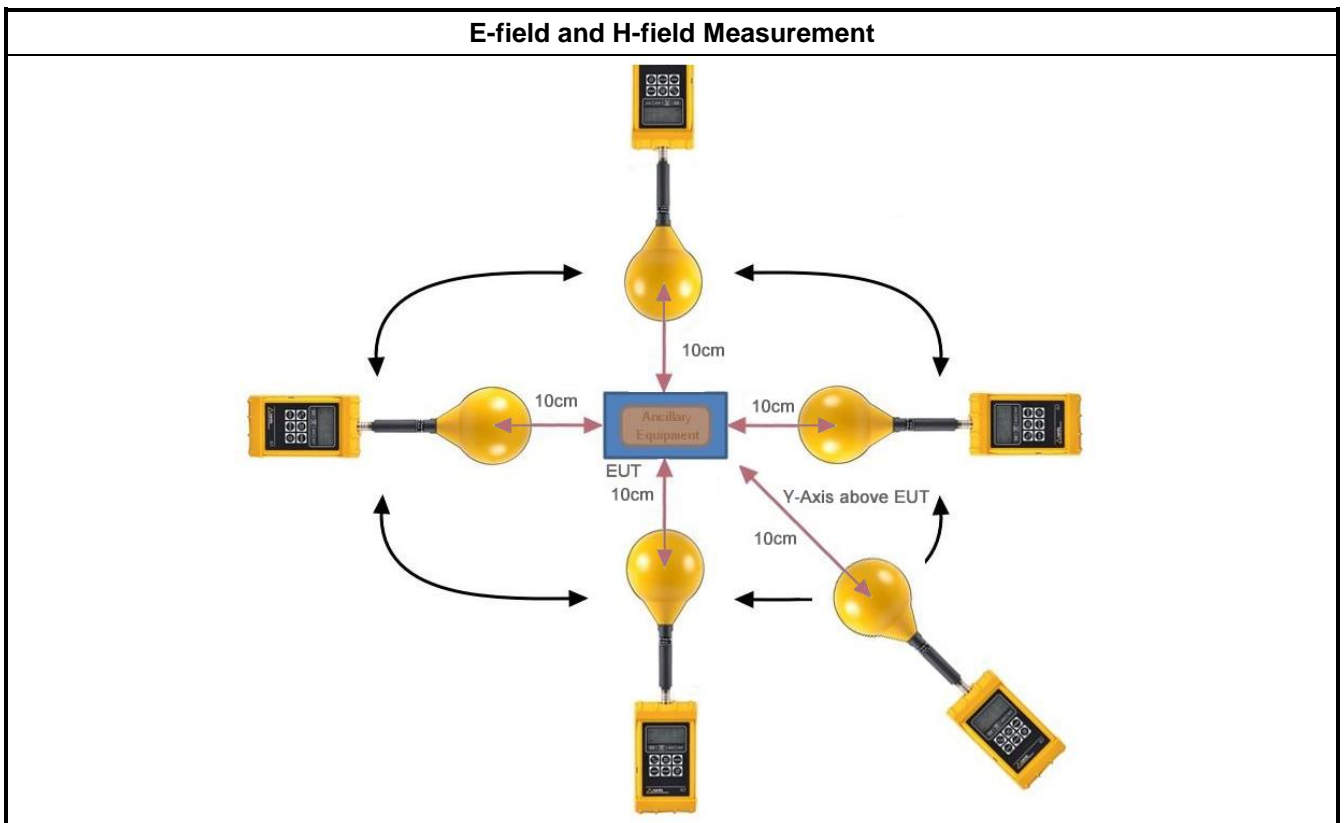 E-field and H-field Measurement
10cm
10cm
Ancillary
Equipment
10cm
EUT
10cm
Y-Axis above EUT
10cm